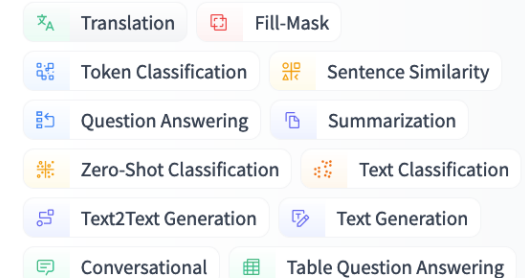 Translation Fill-Mask
Token Classification Sentence Similarity
Question Answering Summarization
Zero-Shot Classification Text Classification
Text2Text Generation Text Generation
Conversational Table Question Answering